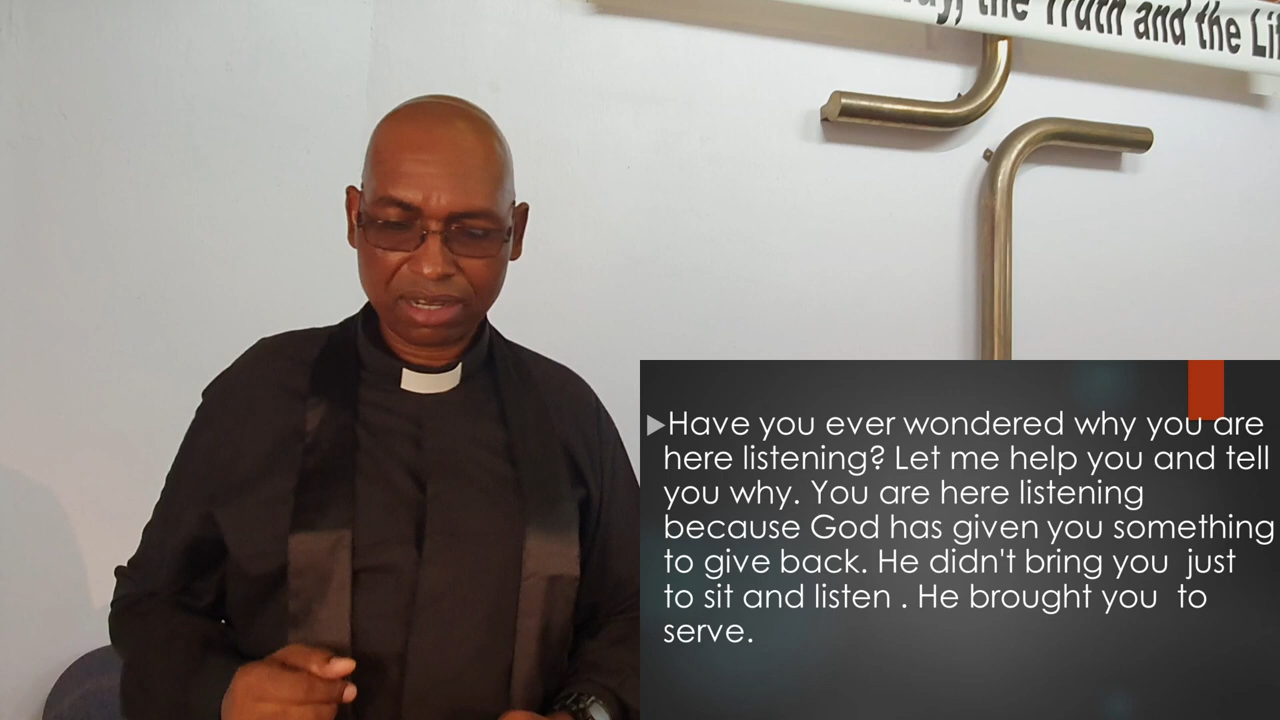 the Truth and the
Have you ever wondered why you are
here listening? Let me help you and tell
you why. You are here listening
because God has given you something
to give back. He didn't bring you  just
to sit and listen . He brought you  to
serve.